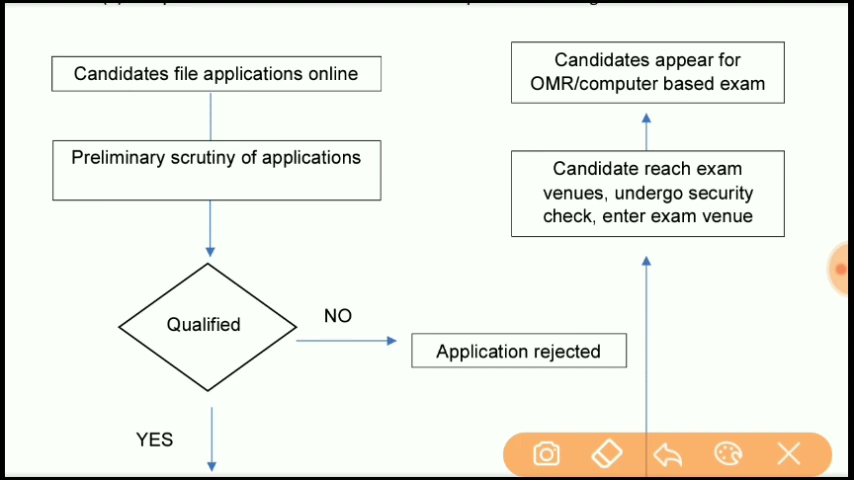 Candidates file applications online
Preliminary scrutiny of applications
Qualified
NO
Application rejected
YES
Candidates appear for
OMR/computer based exam
Candidate reach exam
venues, undergo security
check, enter exam venue